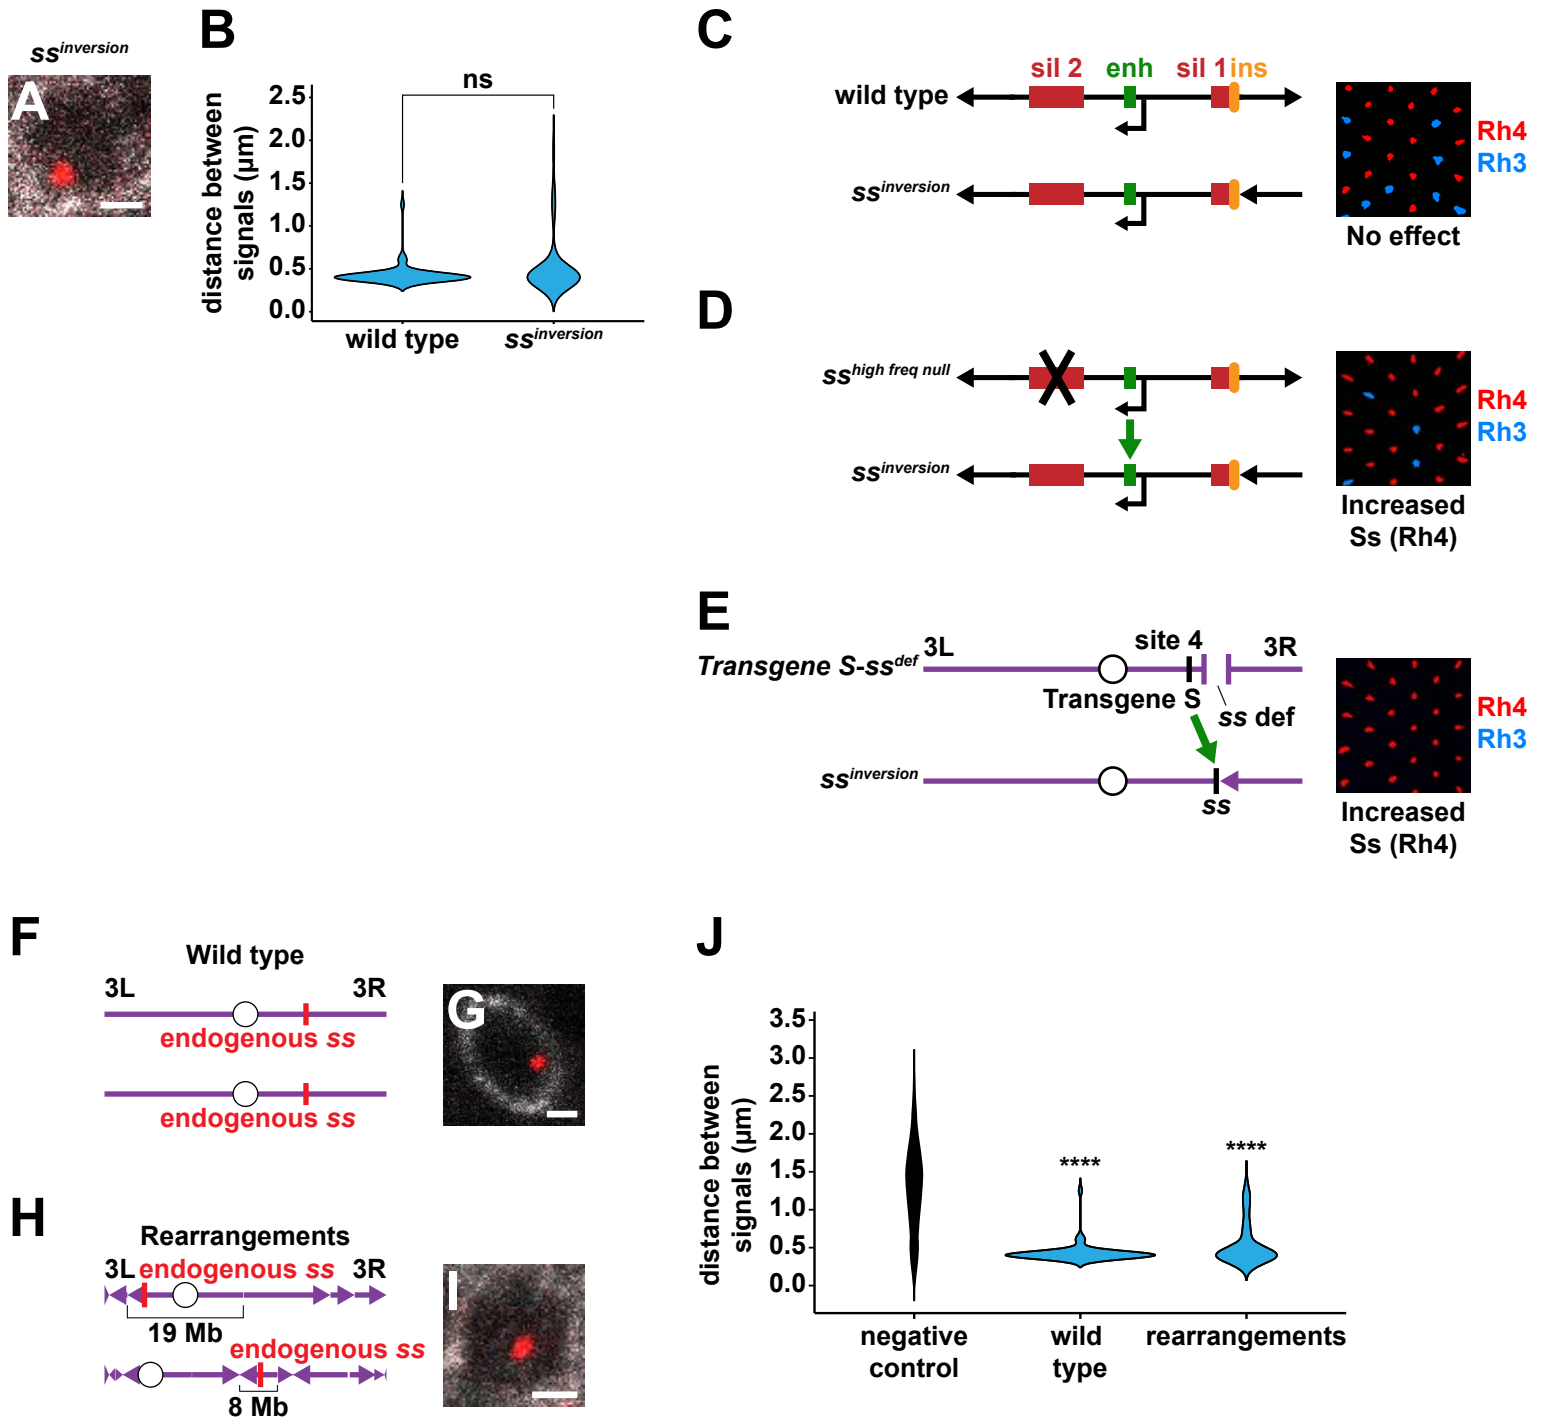 A
ss inversion
B
ns
distance between
signals (µm)
2.5
2.0
1.5
1.0
0.5
0.0
wild type
ss inversion
C
sil 2
enh
sil 1
ins
wild type
ss inversion
Rh4
Rh3
No effect
D
ss high freq null
ss inversion
Rh4
Rh3
Increased
Ss (Rh4)
E
Transgene S-ss def
3L
site 4
3R
Transgene S
ss def
ss inversion
ss
Rh4
Rh3
Increased
Ss (Rh4)
F
Wild type
3L
3R
endogenous ss
endogenous ss
G
H
Rearrangements
3L
endogenous ss
3R
19 Mb
endogenous ss
8 Mb
I
J
distance between
signals (µm)
3.5
3.0
2.5
2.0
1.5
1.0
0.5
0.0
****
****
negative
control
wild
type
rearrangements